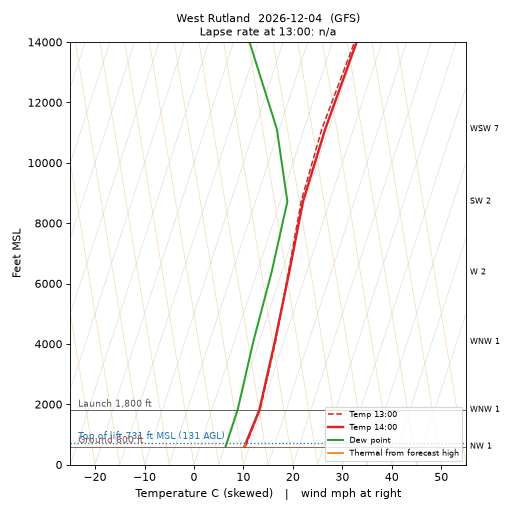 West Rutland  2026-12-04  (GFS)
Lapse rate at 13:00: n/a
14000
12000
10000
8000
6000
4000
2000
0
Feet MSL
WSW 7
SW 2
W 2
WNW 1
WNW 1
NW 1
Launch 1,800 ft
Top of lift 731 ft MSL (131 AGL)
Ground 600 ft
Temp 13:00
Temp 14:00
Dew point
Thermal from forecast high
−20 −10 0 10 20 30 40 50
Temperature C (skewed)   |   wind mph at right